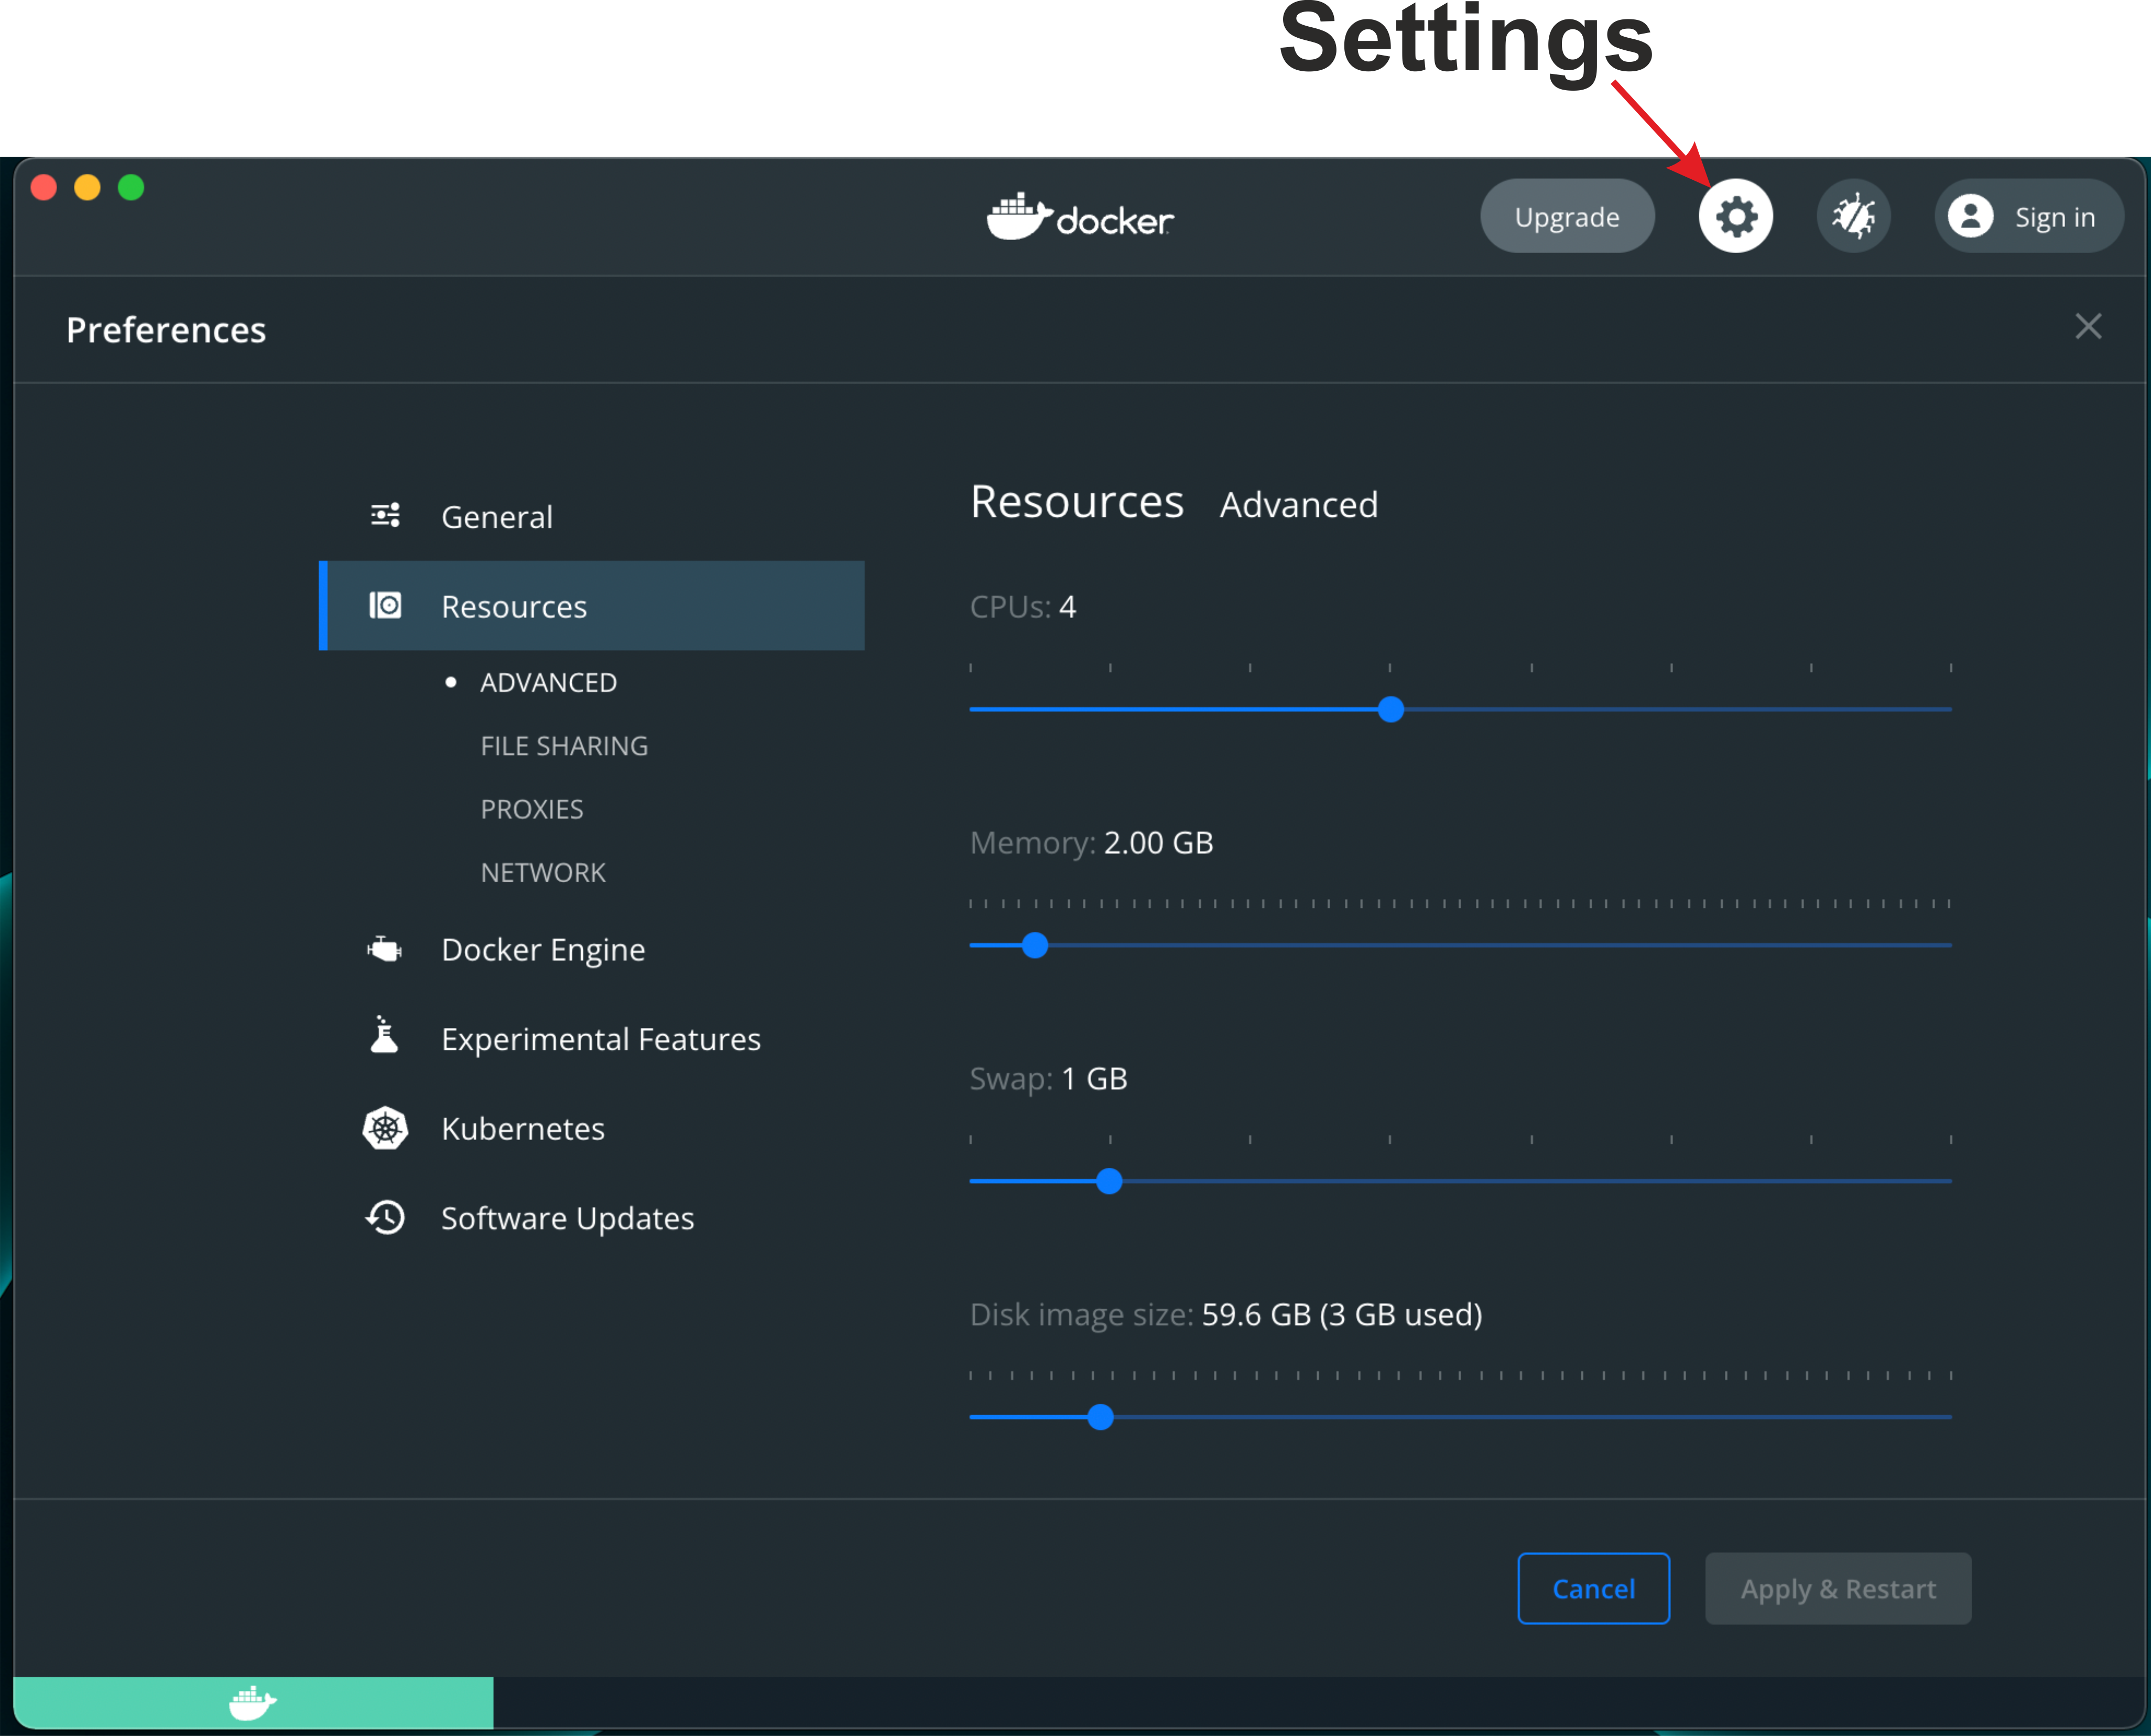 Settings
docker
Upgrade
Sign in
Preferences
General
Resources
ADVANCED
FILE SHARING
PROXIES
NETWORK
Docker Engine
Experimental Features
Kubernetes
Software Updates
Resources Advanced
CPUs: 4
Memory: 2.00 GB
Swap: 1 GB
Disk image size: 59.6 GB (3 GB used)
Cancel
Apply & Restart